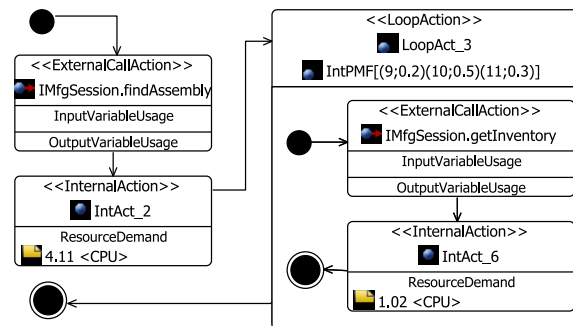 <<ExternalCallAction>>
IMfgSession.findAssembly
InputVariableUsage
OutputVariableUsage
<<InternalAction>>
IntAct_2
ResourceDemand
4.11 <CPU>
<<LoopAction>>
LoopAct_3
IntPMF[(9;0.2)(10;0.5)(11;0.3)]
<<ExternalCallAction>>
IMfgSession.getInventory
InputVariableUsage
OutputVariableUsage
<<InternalAction>>
IntAct_6
ResourceDemand
1.02 <CPU>